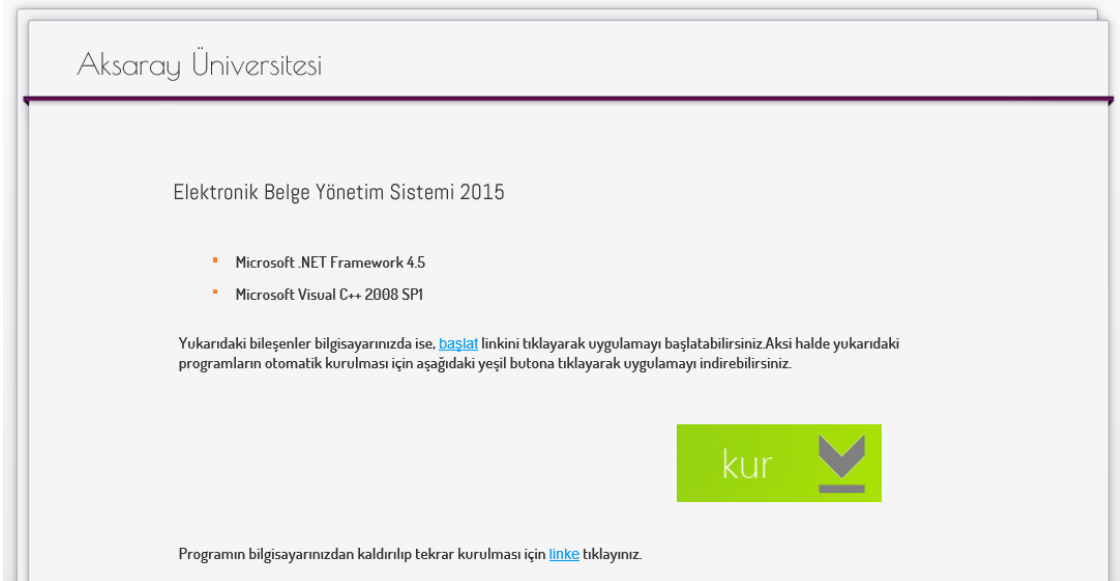 Aksaray Üniversitesi
Elektronik Belge Yönetim Sistemi 2015
Microsoft .NET Framework 4.5
Microsoft Visual C++ 2008 SP1
Yukarıdaki bileşenler bilgisayarınızda ise, başlat linkini tıklayarak uygulamayı başlatabilirsiniz.Aksi halde yukarıdaki
programların otomatik kurulması için aşağıdaki yeşil butona tıklayarak uygulamayı indirebilirsiniz.
kur
Programın bilgisayarınızdan kaldırılıp tekrar kurulması için linke tıklayınız.